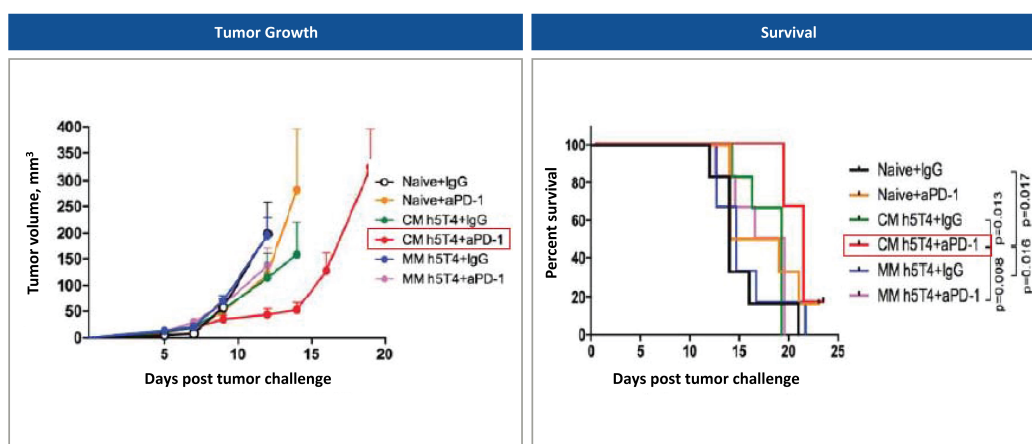 Tumor Growth
Survival
Tumor volume, mm³
400
350
300
250
200
150
100
50
0
5
10
15
20
Days post tumor challenge
Naive+IgG
Naive+aPD-1
CM h5T4+IgG
CM h5T4+aPD-1
MM h5T4+IgG
MM h5T4+aPD-1
Percent survival
100
80
60
40
20
0
0
5
10
15
20
25
Days post tumor challenge
Naive+IgG
Naive+aPD-1
CM h5T4+IgG
CM h5T4+aPD-1
MM h5T4+IgG
MM h5T4+aPD-1
p=0.013
p=0.008
p=0.017
p=0.016